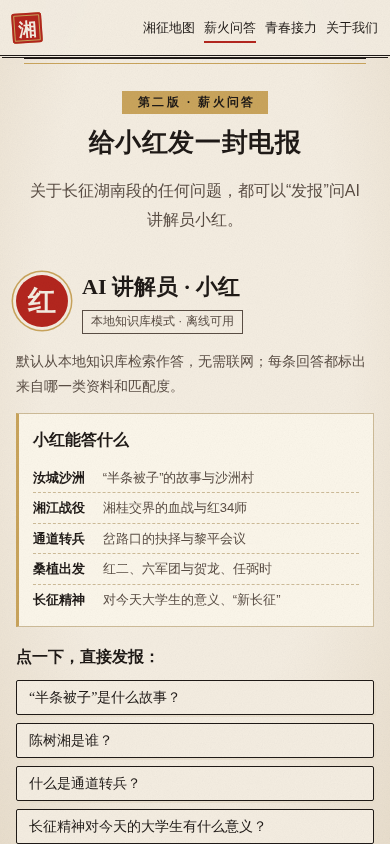 湘
湘征地图 薪火问答 青春接力 关于我们
第二版 · 薪火问答
给小红发一封电报
关于长征湖南段的任何问题，都可以“发报”问AI
讲解员小红。
红
AI 讲解员 · 小红
本地知识库模式 · 离线可用
默认从本地知识库检索作答，无需联网；每条回答都标出
来自哪一类资料和匹配度。
小红能答什么
汝城沙洲 “半条被子”的故事与沙洲村
湘江战役 湘桂交界的血战与红34师
通道转兵 岔路口的抉择与黎平会议
桑植出发 红二、六军团与贺龙、任弼时
长征精神 对今天大学生的意义、“新长征”
点一下，直接发报：
“半条被子”是什么故事？
陈树湘是谁？
什么是通道转兵？
长征精神对今天的大学生有什么意义？